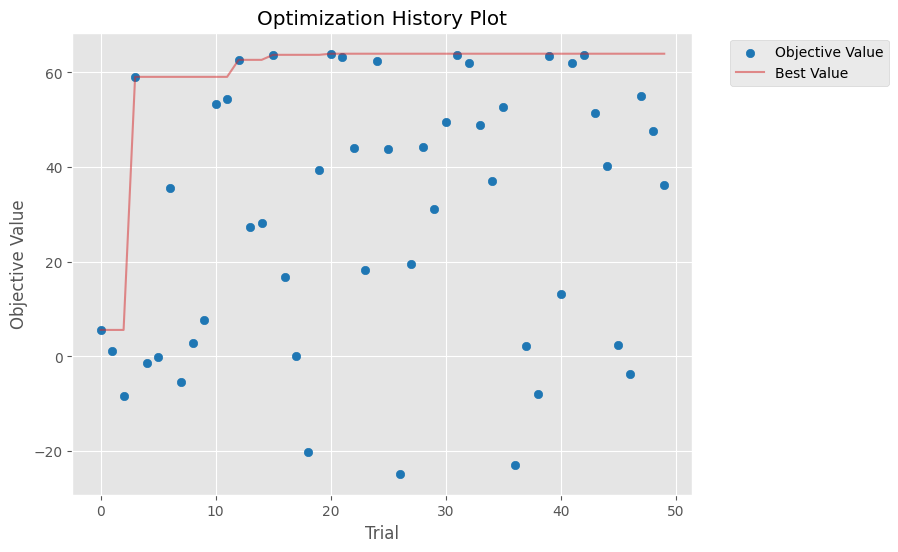 Optimization History Plot
Objective Value
Best Value
Objective Value
60
40
20
0
−20
0 10 20 30 40 50
Trial